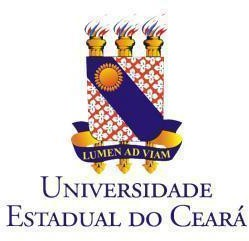 LUMEN AD VIAM
UNIVERSIDADE
ESTADUAL DO CEARÁ